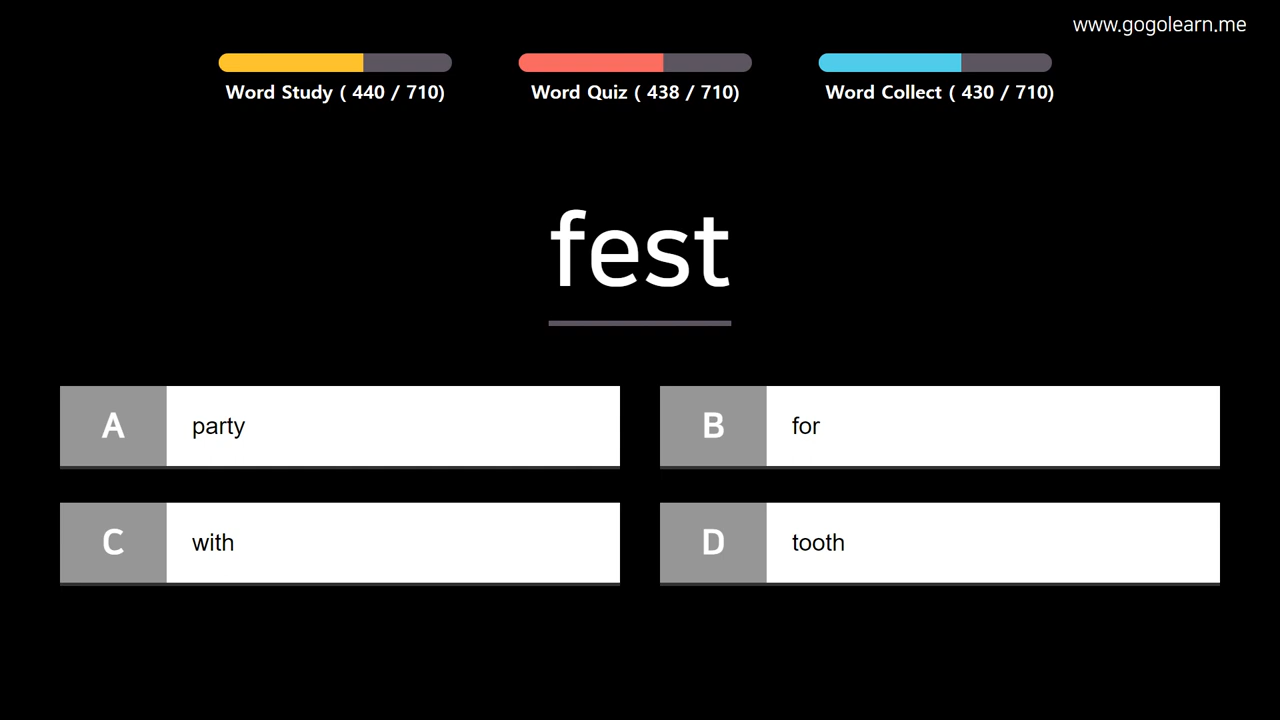 www.gogolearn.me
Word Study ( 440 / 710)
Word Quiz ( 438 / 710)
Word Collect ( 430 / 710)
fest
A party
B for
C with
D tooth